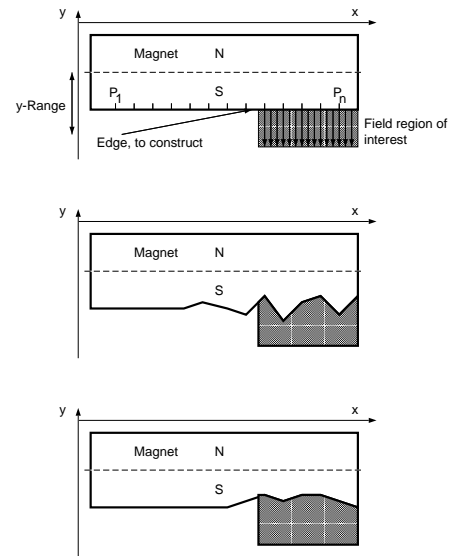 y x
Magnet N
P1 S Pn
y-Range
Edge, to construct
Field region of
interest
y x
Magnet N
S
y x
Magnet N
S